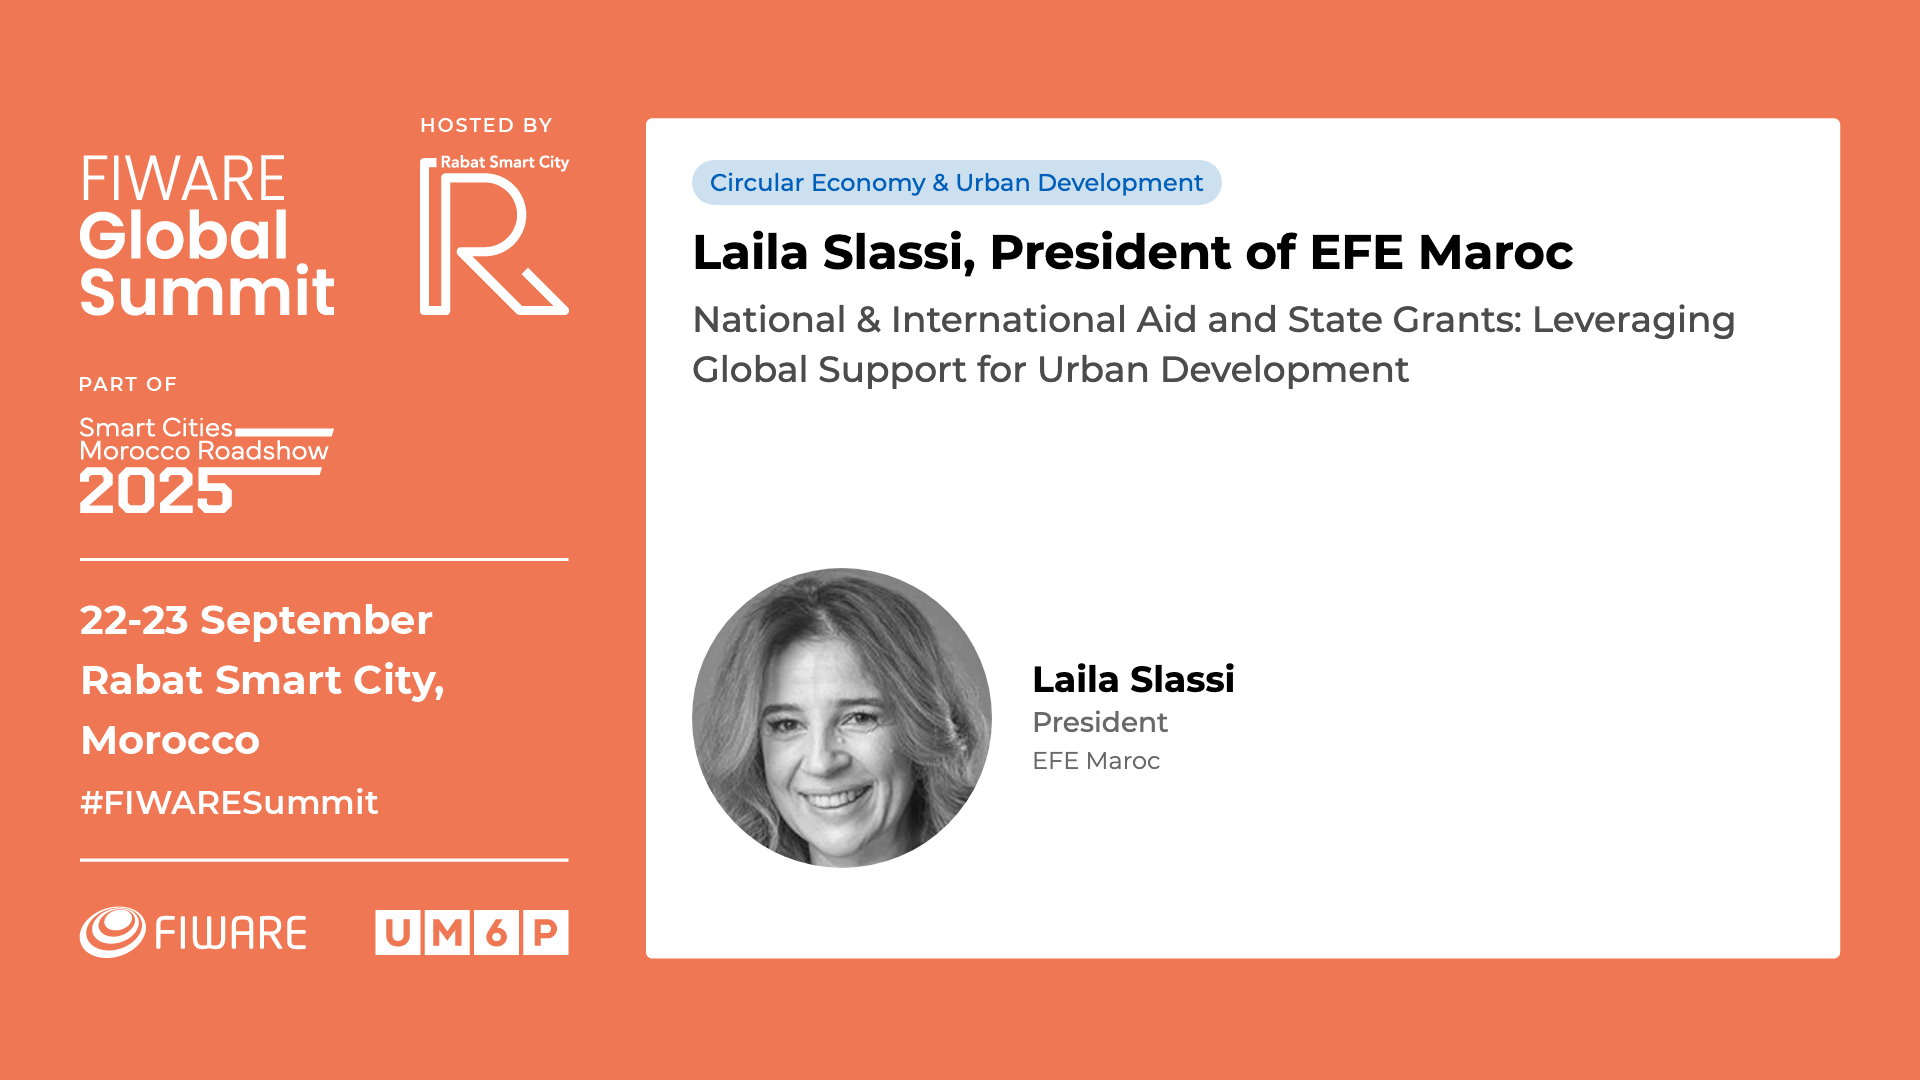 FIWARE
Global
Summit
HOSTED BY
Rabat Smart City
R
PART OF
Smart Cities
Morocco Roadshow
2025
22-23 September
Rabat Smart City,
Morocco
#FIWARESummit
FIWARE
UM6P
Circular Economy & Urban Development
Laila Slassi, President of EFE Maroc
National & International Aid and State Grants: Leveraging
Global Support for Urban Development
Laila Slassi
President
EFE Maroc